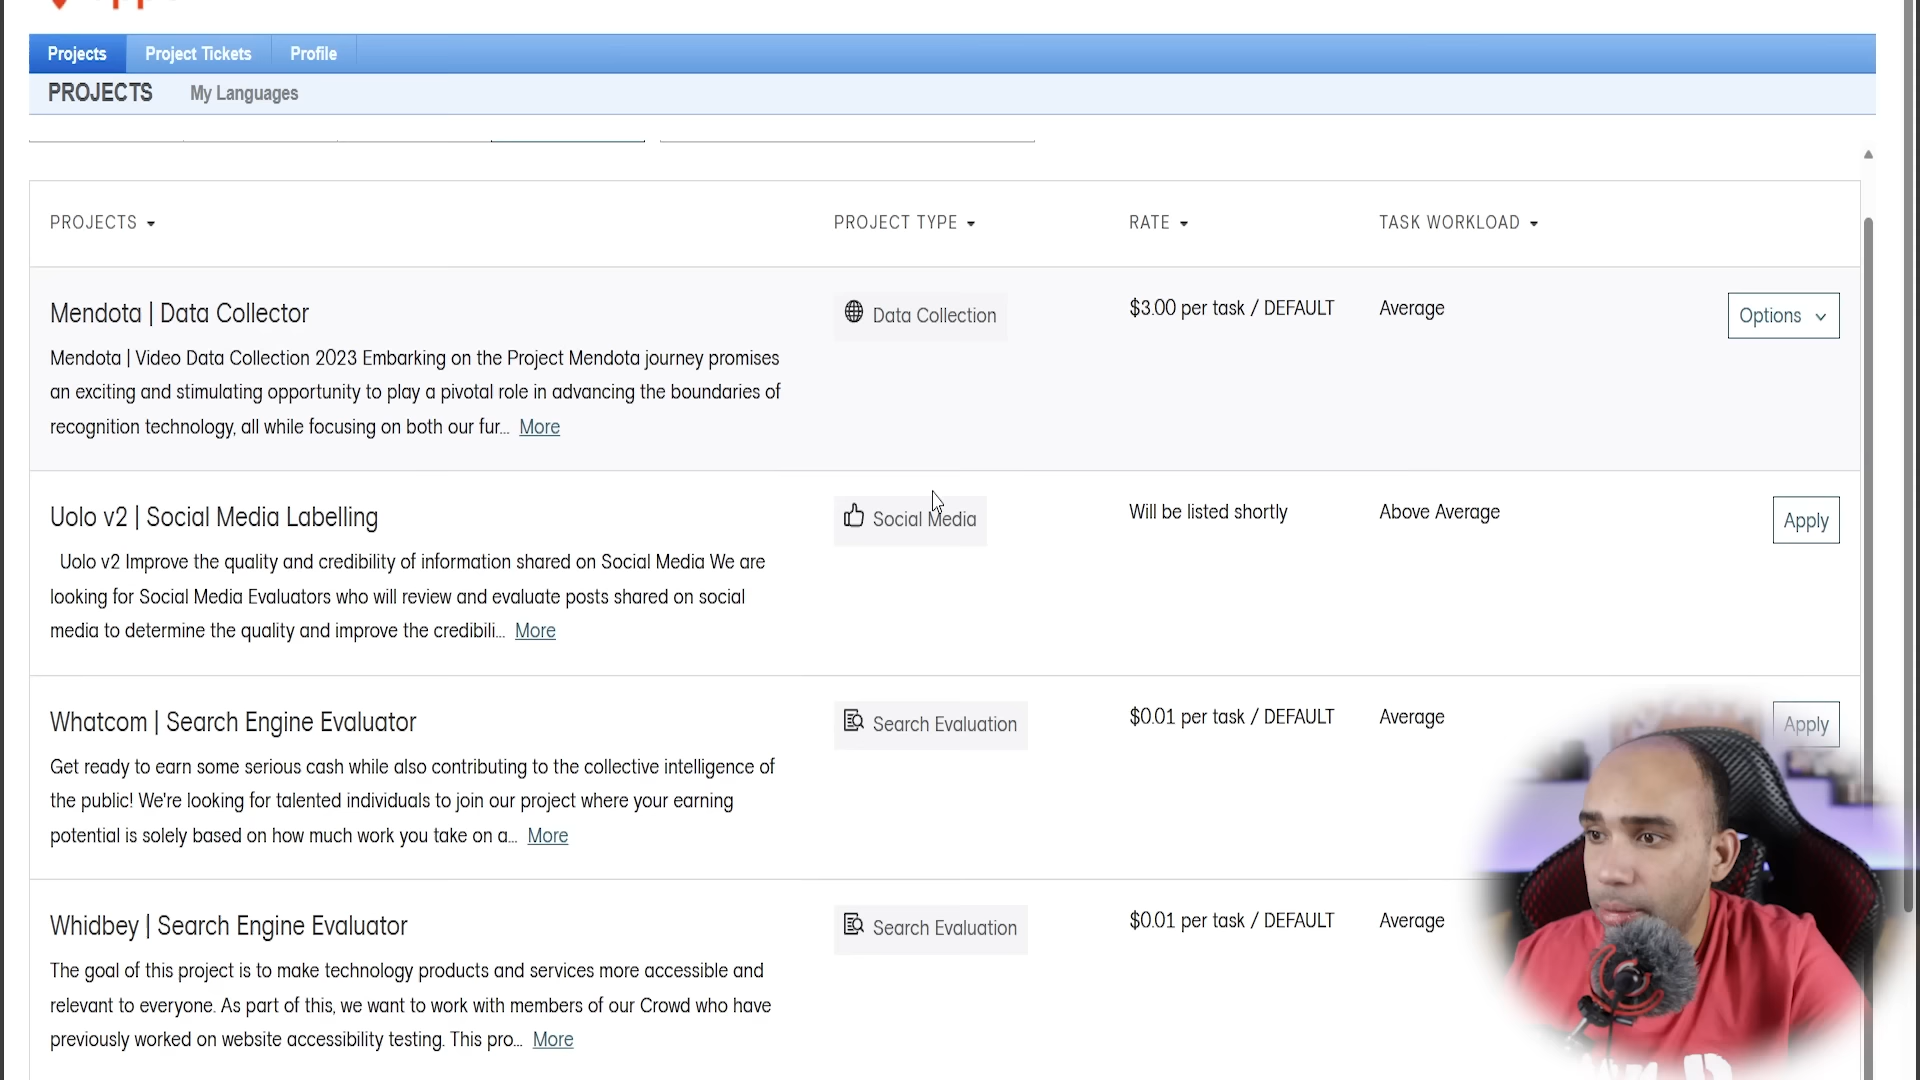 Projects Project Tickets Profile
PROJECTS My Languages
PROJECTS PROJECT TYPE RATE TASK WORKLOAD
Mendota | Data Collector Data Collection $3.00 per task / DEFAULT Average Options
Mendota | Video Data Collection 2023 Embarking on the Project Mendota journey promises
an exciting and stimulating opportunity to play a pivotal role in advancing the boundaries of
recognition technology, all while focusing on both our fur... More
Uolo v2 | Social Media Labelling Social Media Will be listed shortly Above Average Apply
Uolo v2 Improve the quality and credibility of information shared on Social Media We are
looking for Social Media Evaluators who will review and evaluate posts shared on social
media to determine the quality and improve the credibili... More
Whatcom | Search Engine Evaluator Search Evaluation $0.01 per task / DEFAULT Average Apply
Get ready to earn some serious cash while also contributing to the collective intelligence of
the public! We're looking for talented individuals to join our project where your earning
potential is solely based on how much work you take on a... More
Whidbey | Search Engine Evaluator Search Evaluation $0.01 per task / DEFAULT Average
The goal of this project is to make technology products and services more accessible and
relevant to everyone. As part of this, we want to work with members of our Crowd who have
previously worked on website accessibility testing. This pro... More